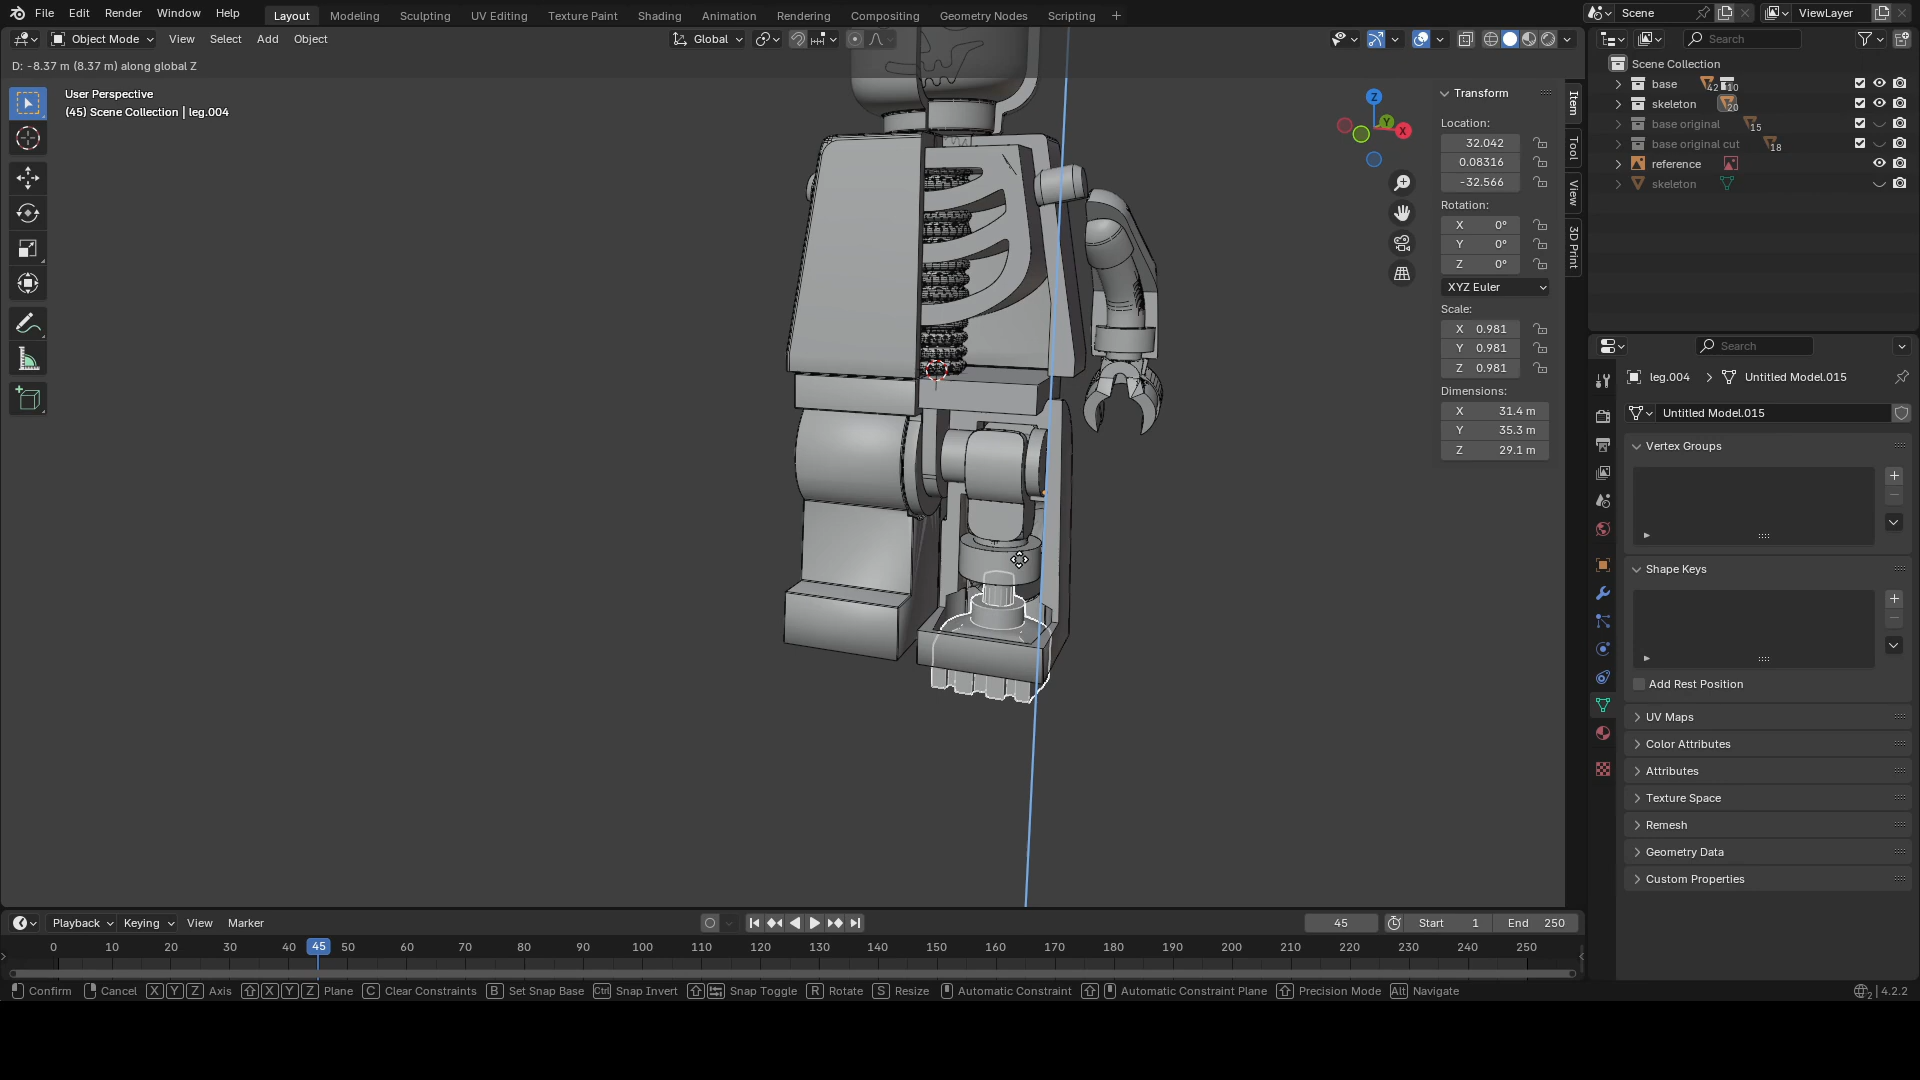 File Edit Render Window Help Layout Modeling Sculpting UV Editing Texture Paint Shading Animation Rendering Compositing Geometry Nodes Scripting + Scene ViewLayer
Object Mode View Select Add Object Global Search
D: -8.37 m (8.37 m) along global Z
User Perspective
(45) Scene Collection | leg.004
Z
Y
X
Transform
Location:
32.042
0.08316
-32.566
Rotation:
X 0°
Y 0°
Z 0°
XYZ Euler
Scale:
X 0.981
Y 0.981
Z 0.981
Dimensions:
X 31.4 m
Y 35.3 m
Z 29.1 m
Item
Tool
View
3D Print
Scene Collection
base 42 10
skeleton 20
base original 15
base original cut 18
reference
skeleton
Search
leg.004 > Untitled Model.015
Untitled Model.015
Vertex Groups
Shape Keys
Add Rest Position
UV Maps
Color Attributes
Attributes
Texture Space
Remesh
Geometry Data
Custom Properties
Playback Keying View Marker 45 Start 1 End 250
0 10 20 30 40 45 50 60 70 80 90 100 110 120 130 140 150 160 170 180 190 200 210 220 230 240 250
Confirm Cancel X Y Z Axis X Y Z Plane C Clear Constraints B Set Snap Base Ctrl Snap Invert Snap Toggle R Rotate S Resize Automatic Constraint Automatic Constraint Plane Precision Mode Alt Navigate 2 4.2.2